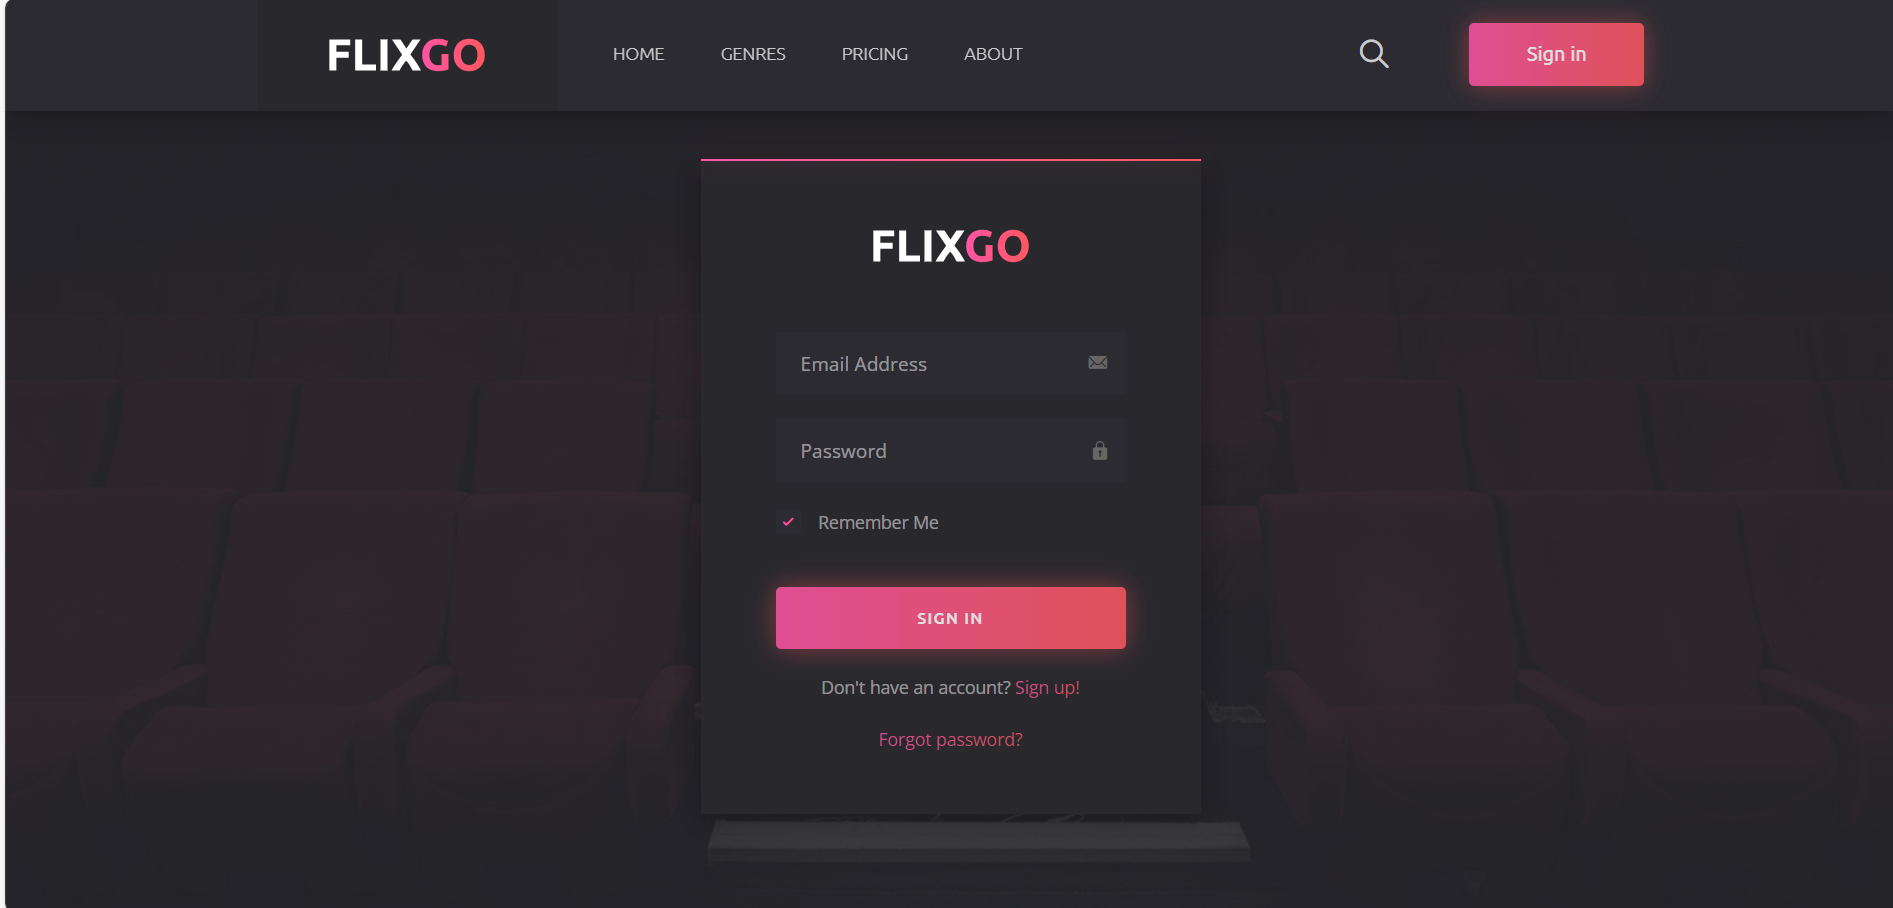 FLIXGO
HOME
GENRES
PRICING
ABOUT
Sign in
FLIXGO
Email Address
Password
Remember Me
SIGN IN
Don't have an account? Sign up!
Forgot password?